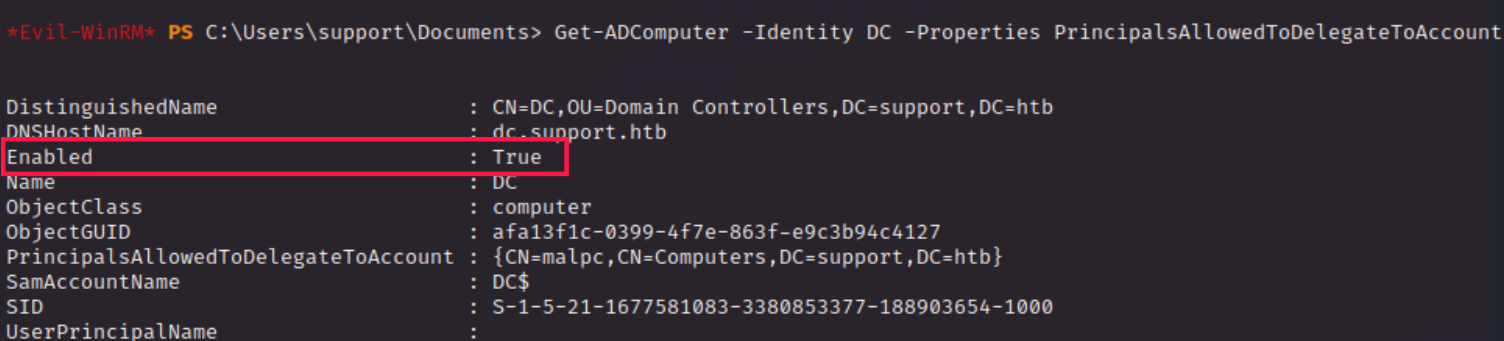 *Evil-WinRM* PS C:\Users\support\Documents> Get-ADComputer -Identity DC -Properties PrincipalsAllowedToDelegateToAccount
DistinguishedName : CN=DC,OU=Domain Controllers,DC=support,DC=htb
DNSHostName : dc.support.htb
Enabled : True
Name : DC
ObjectClass : computer
ObjectGUID : afa13f1c-0399-4f7e-863f-e9c3b94c4127
PrincipalsAllowedToDelegateToAccount : {CN=malpc,CN=Computers,DC=support,DC=htb}
SamAccountName : DC$
SID : S-1-5-21-1677581083-3380853377-188903654-1000
UserPrincipalName :